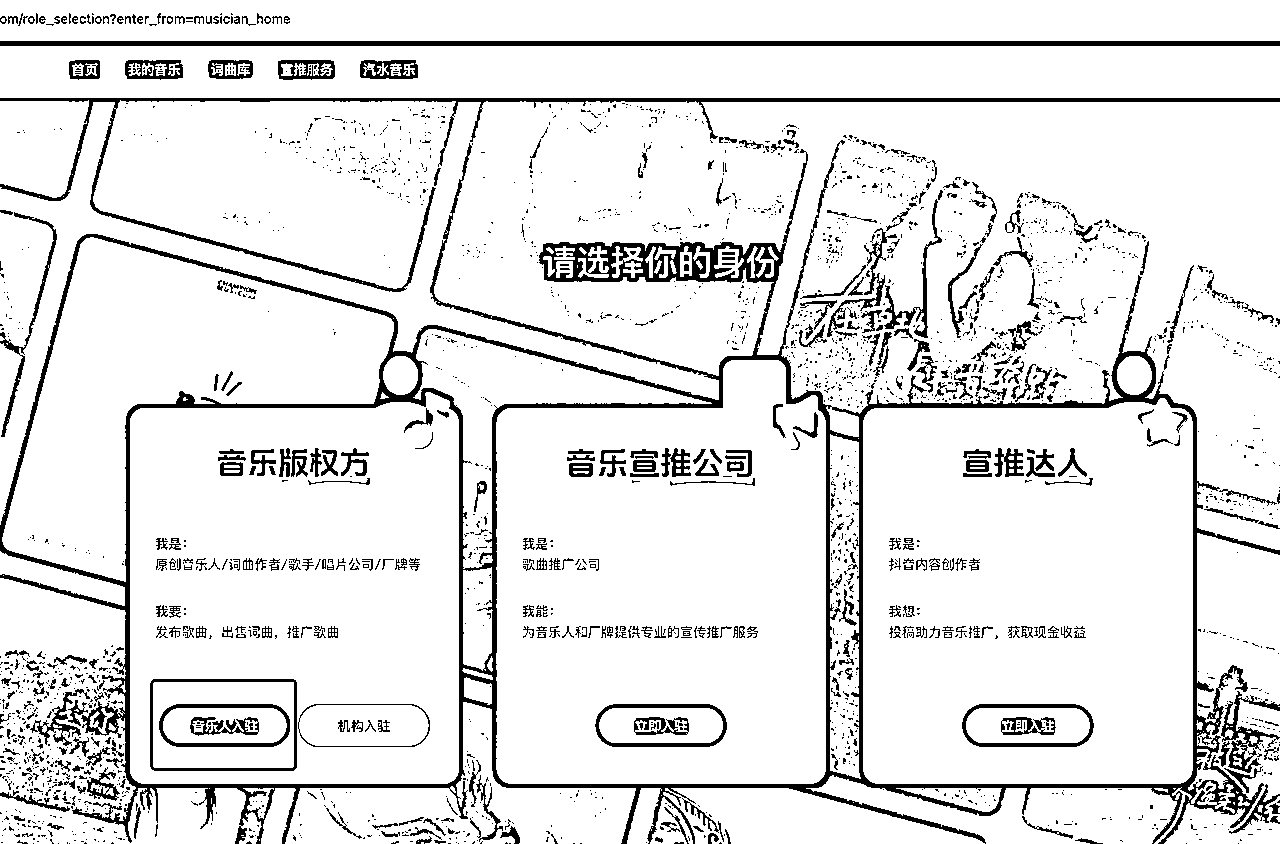 om/role_selection?enter_from=musician_home
首页 我的音乐 词曲库 宣推服务 汽水音乐
请选择你的身份
CHAMPION
音乐版权方
我是：
原创音乐人/词曲作者/歌手/唱片公司/厂牌等
我要：
发布歌曲，出售词曲，推广歌曲
音乐人入驻 机构入驻
音乐宣推公司
我是：
歌曲推广公司
我能：
为音乐人和厂牌提供专业的宣传推广服务
立即入驻
宣推达人
我是：
抖音内容创作者
我想：
投稿助力音乐推广，获取现金收益
立即入驻